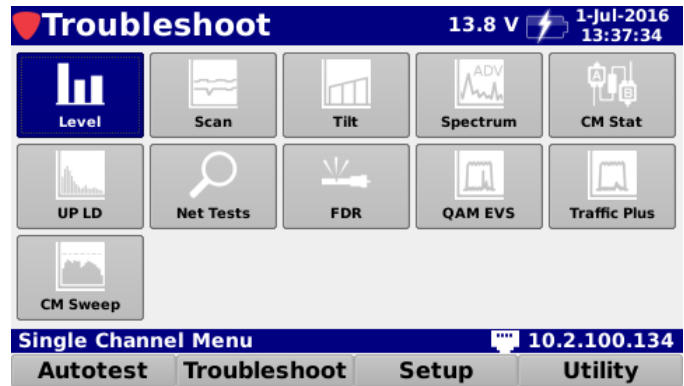 Troubleshoot 13.8 V 1-Jul-2016
13:37:34
ADV
A
B
Level Scan Tilt Spectrum CM Stat
UP LD Net Tests FDR QAM EVS Traffic Plus
CM Sweep
Single Channel Menu 10.2.100.134
Autotest Troubleshoot Setup Utility